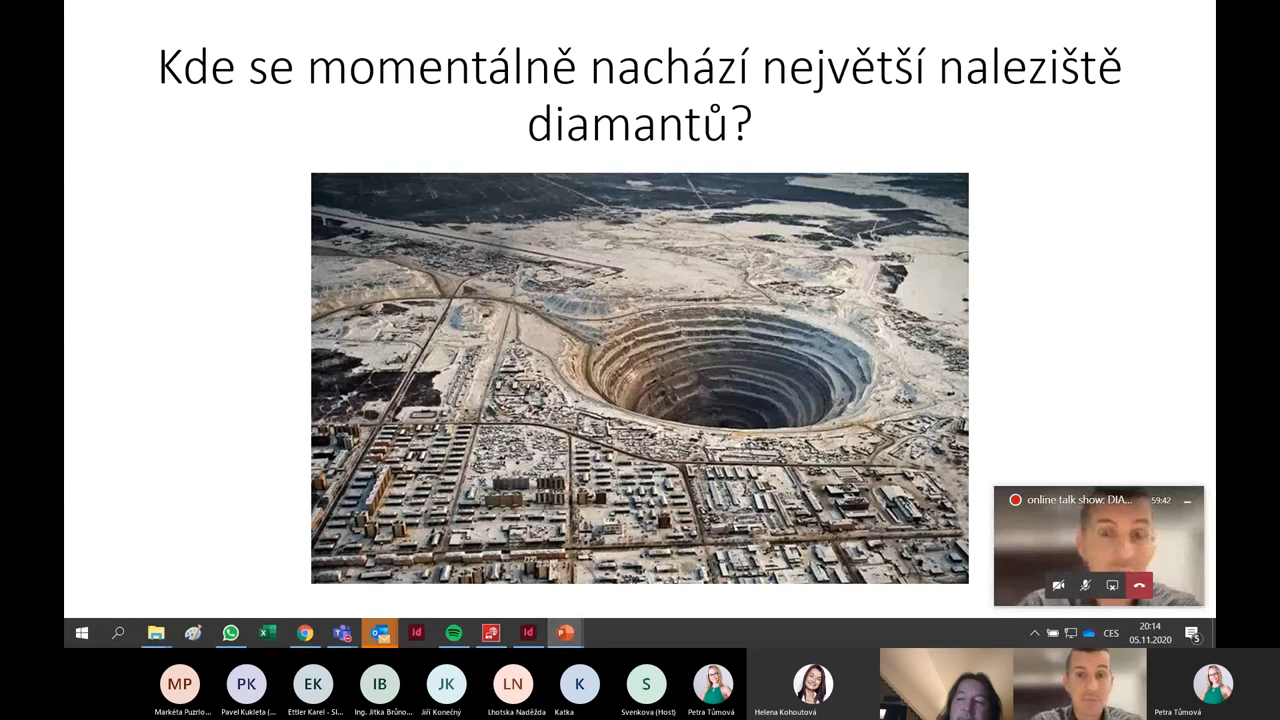 Kde se momentálně nachází největší naleziště
diamantů?
online talk show: DIA...
59:42
CES
20:14
05.11.2020
5
MP
PK
EK
IB
JK
LN
K
S
Markéta Puzrlo...
Pavel Kukleta (...
Ettler Karel - SI...
Ing. Jitka Brůno...
Jiří Konečný
Lhotska Naděžda
Katka
Svenkova (Host)
Petra Tůmová
Helena Kohoutová
Petra Tůmová